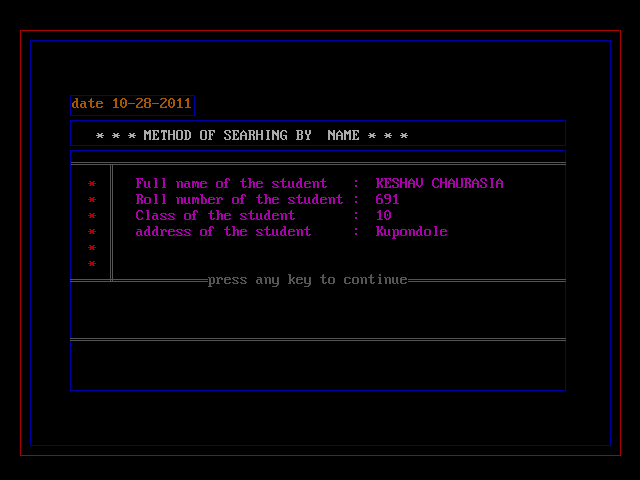 date 10-28-2011
* * * METHOD OF SEARHING BY  NAME * * *
* Full name of the student : KESHAV CHAURASIA
* Roll number of the student : 691
* Class of the student : 10
* address of the student : Kupondole
*
*
press any key to continue